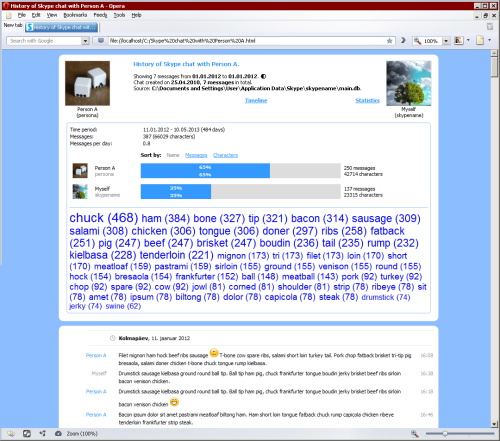 History of Skype chat with Person A - Opera
File Edit View Bookmarks Feeds Tools Help
New tab History of Skype chat wit...
Search with Google file://localhost/C:/Skype%20chat%20with%20Person%20A.html 100%
History of Skype chat with Person A.
Showing 7 messages from 01.01.2012 to 01.01.2012.
Chat created on 25.04.2010, 7 messages in total.
Source: C:\Documents and Settings\User\Application Data\Skype\skypename\main.db.
Person A
(persona)
Timeline Statistics
Myself
(skypename)
Time period: 11.01.2012 - 10.05.2013 (484 days)
Messages: 387 (66029 characters)
Messages per day: 0.8
Sort by: Name Messages Characters
Person A
persona
65%
65%
250 messages
42714 characters
Myself
skypename
35%
35%
137 messages
23315 characters
chuck (468) ham (384) bone (327) tip (321) bacon (314) sausage (309)
salami (308) chicken (306) tongue (306) doner (297) ribs (258) fatback
(251) pig (247) beef (247) brisket (247) boudin (236) tail (235) rump (232)
kielbasa (228) tenderloin (221) mignon (173) tri (173) filet (173) loin (170) short
(170) meatloaf (159) pastrami (159) sirloin (155) ground (155) venison (155) round (155)
hock (154) bresaola (154) frankfurter (152) ball (148) meatball (143) pork (92) turkey (92)
chop (92) spare (92) cow (92) jowl (81) corned (81) shoulder (81) strip (78) ribeye (78) sit
(78) amet (78) ipsum (78) biltong (78) dolor (78) capicola (78) steak (78) drumstick (74)
jerky (74) swine (62)
Kolmapäev, 11. jaanuar 2012
Person A Filet mignon ham hock beef ribs sausage T-bone cow spare ribs, salami short loin turkey tail. Pork chop fatback brisket tri-tip pig 16:08
bresaola, salami doner chicken t-bone chuck tongue rump kielbasa.
Myself Drumstick sausage kielbasa ground round ball tip. Ball tip ham pig, chuck frankfurter tongue boudin jerky brisket beef ribs sirloin 16:38
bacon venison chicken.
Person A Drumstick sausage kielbasa ground round ball tip. Ball tip ham pig, chuck frankfurter tongue boudin jerky brisket beef ribs sirloin 16:38
bacon venison chicken
Person A Bacon ipsum dolor sit amet pastrami meatloaf biltong ham. Ham short loin tongue fatback chuck rump capicola chicken ribeye 16:46
tenderloin frankfurter strip steak.
Zoom (100%) 100%